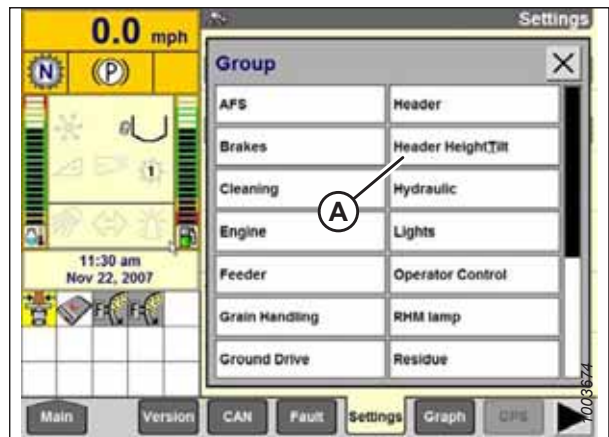 0.0 mph
Settings
N
(P)
Group
X
AFS
Header
Brakes
Header Height/Tilt
Cleaning
Hydraulic
A
Engine
Lights
Feeder
Operator Control
Grain Handling
RHM lamp
Ground Drive
Residue
1
11:30 am
Nov 22, 2007
Main
Version
CAN
Fault
Settings
Graph
GPS
1003674